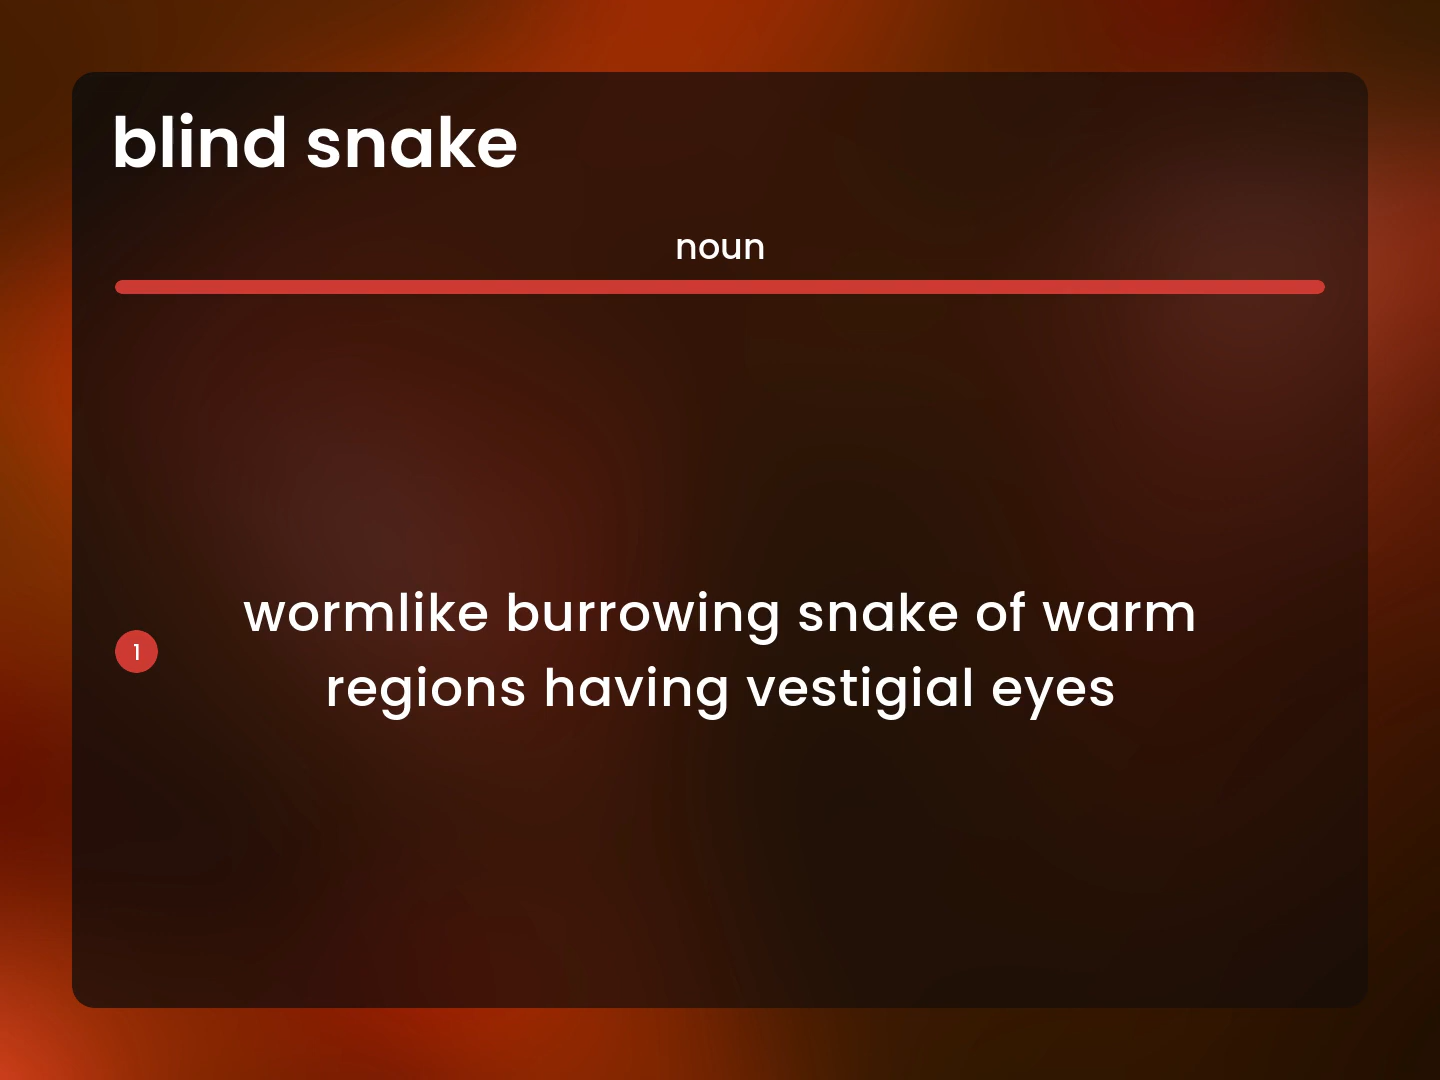 blind snake
noun
1
wormlike burrowing snake of warm
regions having vestigial eyes